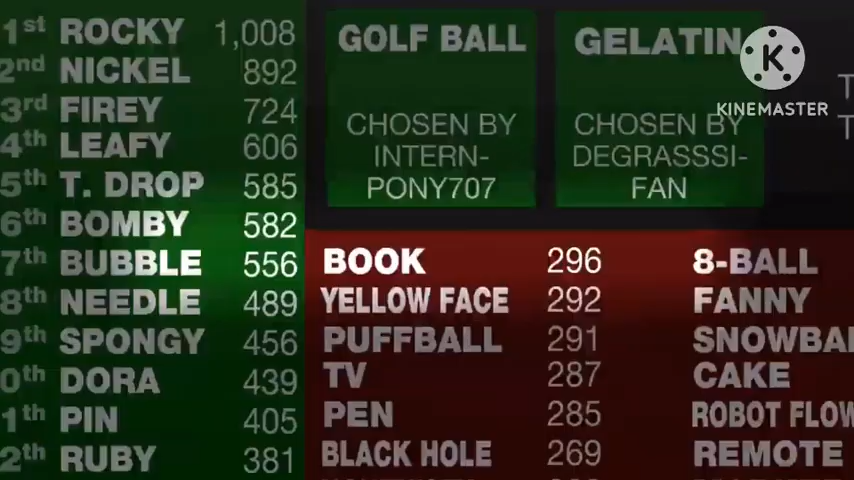 1st ROCKY 1,008
2nd NICKEL 892
3rd FIREY 724
4th LEAFY 606
5th T. DROP 585
6th BOMBY 582
7th BUBBLE 556
8th NEEDLE 489
9th SPONGY 456
0th DORA 439
1th PIN 405
2th RUBY 381
GOLF BALL
CHOSEN BY
INTERN-
PONY707
GELATIN
CHOSEN BY
DEGRASSSI-
FAN
KINEMASTER
T
T
BOOK 296
YELLOW FACE 292
PUFFBALL 291
TV 287
PEN 285
BLACK HOLE 269
8-BALL
FANNY
SNOWBAL
CAKE
ROBOT FLOW
REMOTE